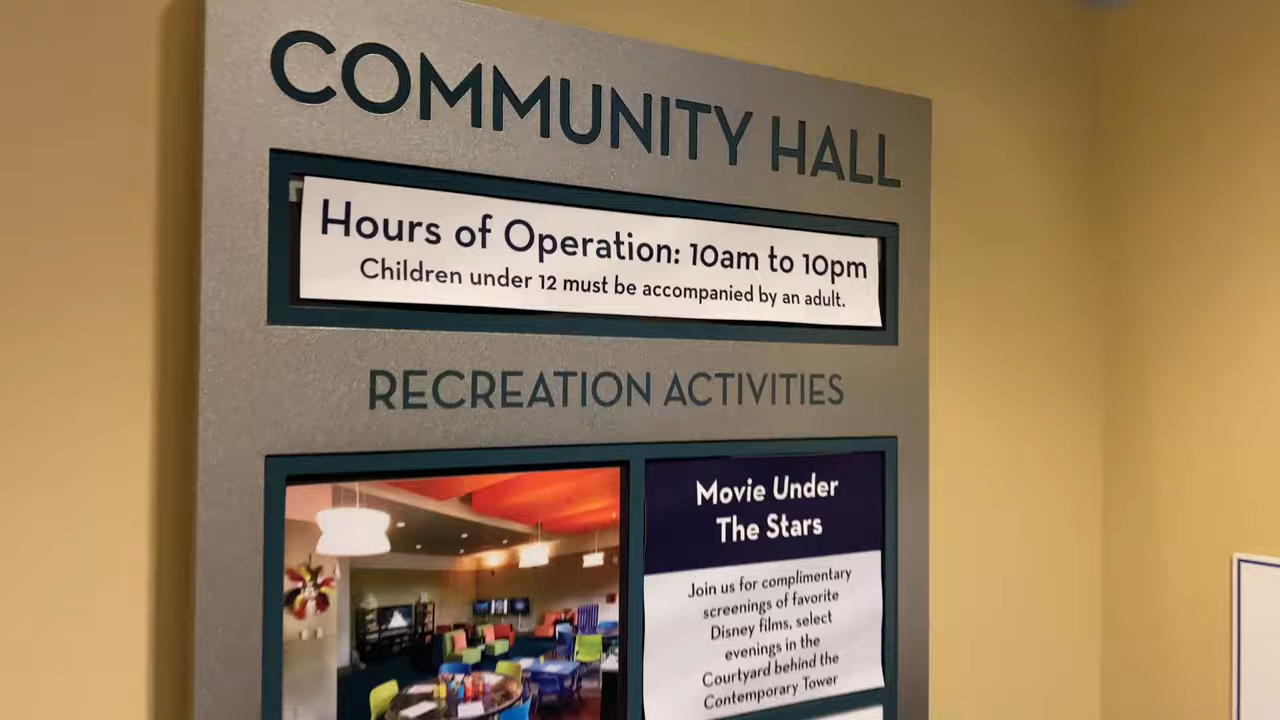 COMMUNITY HALL
Hours of Operation: 10am to 10pm
Children under 12 must be accompanied by an adult.
RECREATION ACTIVITIES
Movie Under
The Stars
Join us for complimentary
screenings of favorite
Disney films, select
evenings in the
Courtyard behind the
Contemporary Tower